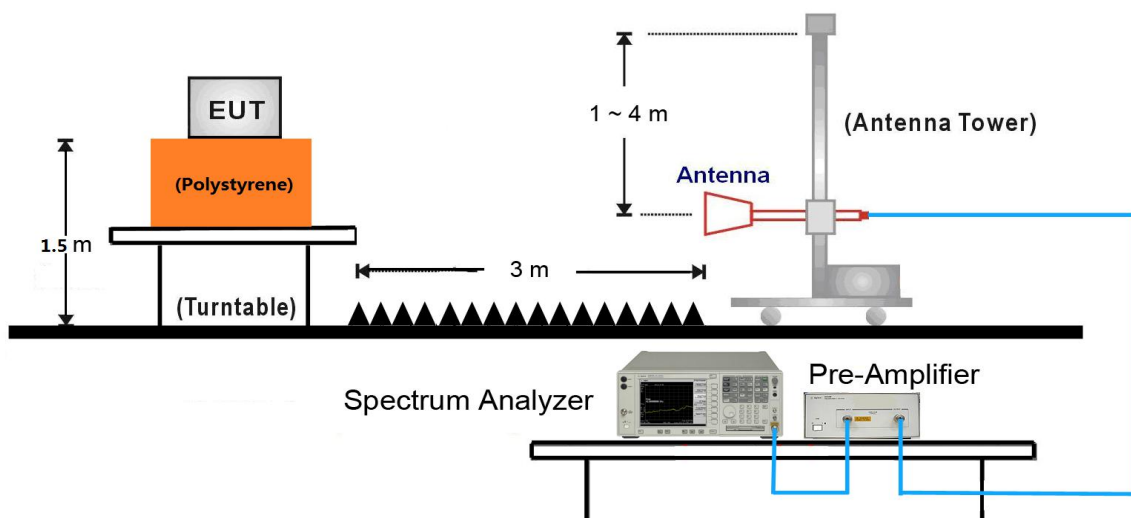 EUT
(Polystyrene)
1.5 m
(Turntable)
3 m
1 ~ 4 m
Antenna
(Antenna Tower)
Spectrum Analyzer
Pre-Amplifier